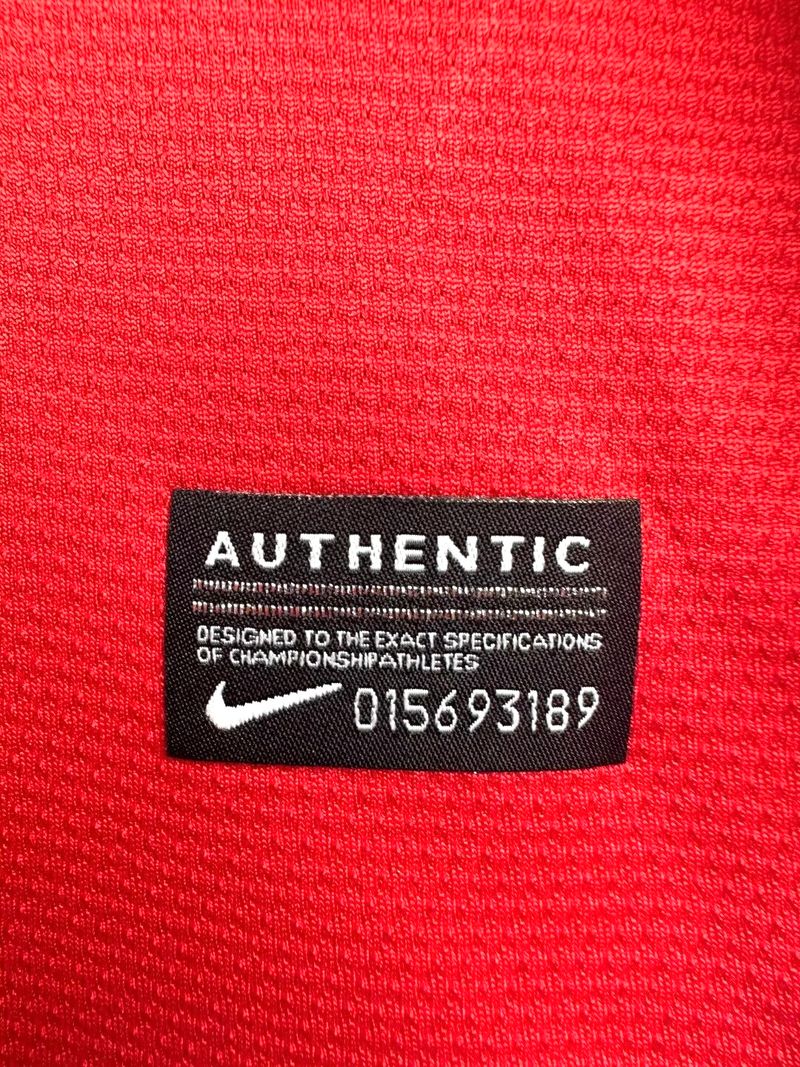 AUTHENTIC
DESIGNED TO THE EXACT SPECIFICATIONS
OF CHAMPIONSHIPATHLETES
015693189